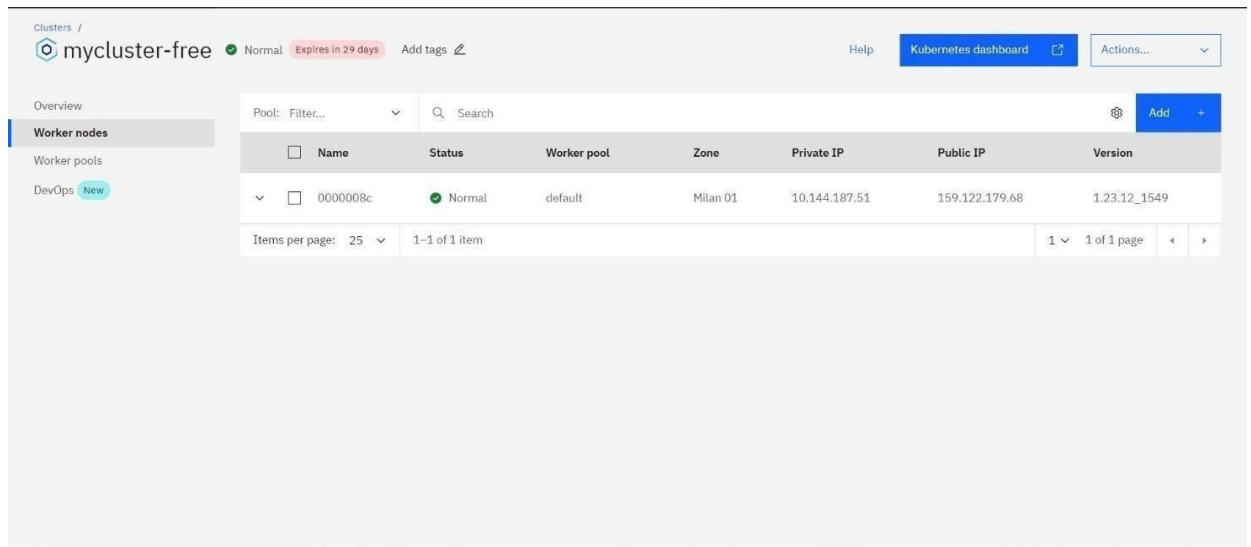 Clusters /
mycluster-free Normal Expires in 29 days Add tags Help Kubernetes dashboard Actions...
Overview
Worker nodes
Worker pools
DevOps New
Pool: Filter... Search Add +
Name Status Worker pool Zone Private IP Public IP Version
0000008c Normal default Milan 01 10.144.187.51 159.122.179.68 1.23.12_1549
Items per page: 25 1–1 of 1 item 1 1 of 1 page